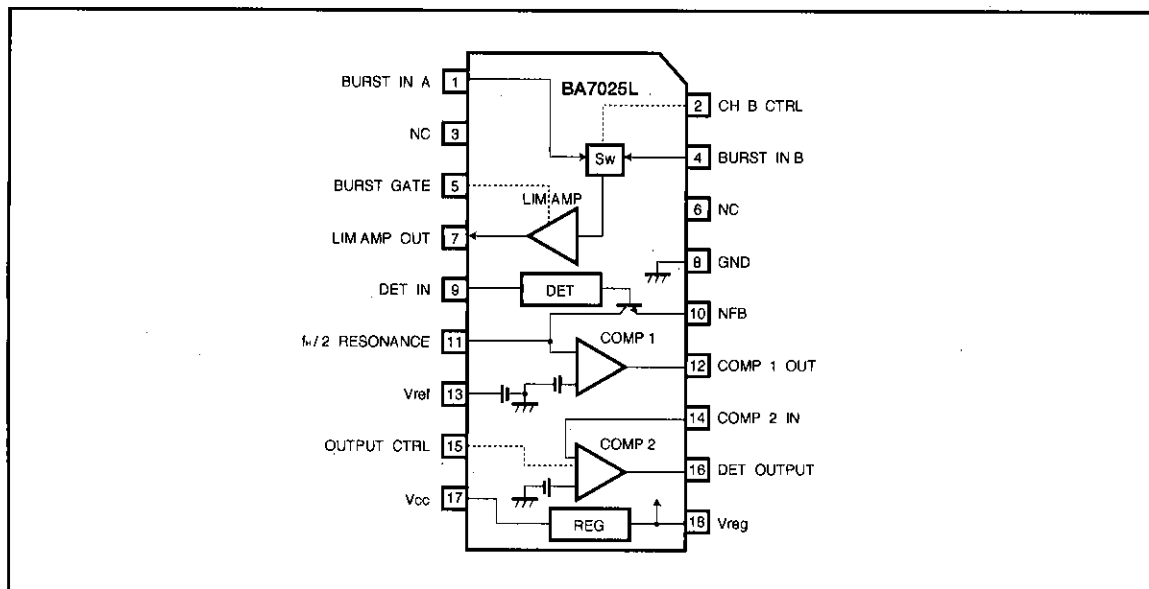 BA7025L
BURST IN A 1
2 CH B CTRL
NC 3
Sw
4 BURST IN B
BURST GATE 5
LIM AMP
6 NC
LIM AMP OUT 7
8 GND
DET IN 9
DET
10 NFB
fH/2 RESONANCE 11
COMP 1
12 COMP 1 OUT
Vref 13
14 COMP 2 IN
OUTPUT CTRL 15
COMP 2
16 DET OUTPUT
Vcc 17
REG
18 Vreg